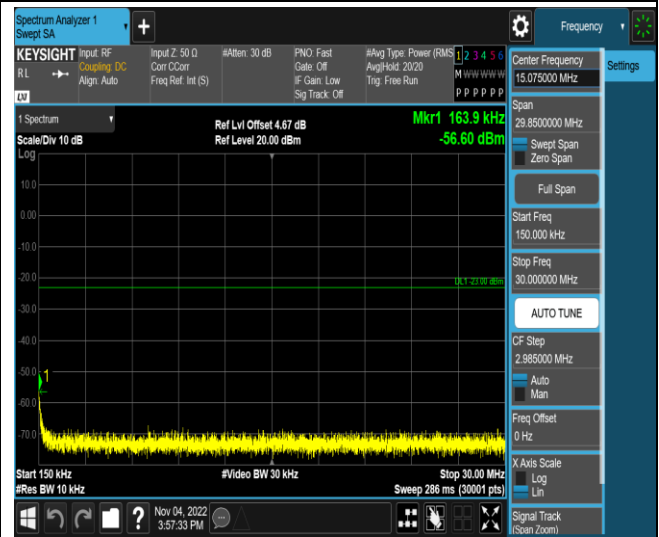 Spectrum Analyzer 1
Swept SA
+
Frequency
KEYSIGHT
RL
LXI
Input: RF
Coupling: DC
Align: Auto
Input Z: 50 Ω
Corr CCorr
Freq Ref: Int (S)
#Atten: 30 dB
PNO: Fast
Gate: Off
IF Gain: Low
Sig Track: Off
#Avg Type: Power (RMS
Avg|Hold: 20/20
Trig: Free Run
1 2 3 4 5 6
M W W W W W
P P P P P P
1 Spectrum
Scale/Div 10 dB
Log
Ref Lvl Offset 4.67 dB
Ref Level 20.00 dBm
Mkr1 163.9 kHz
-56.60 dBm
10.0
0.00
-10.0
-20.0
DL1 -23.00 dBm
-30.0
-40.0
-50.0
1
-60.0
-70.0
Start 150 kHz
#Video BW 30 kHz
Stop 30.00 MHz
#Res BW 10 kHz
Sweep 286 ms (30001 pts)
Nov 04, 2022
3:57:33 PM
?
Center Frequency
15.075000 MHz
Settings
Span
29.8500000 MHz
Swept Span
Zero Span
Full Span
Start Freq
150.000 kHz
Stop Freq
30.000000 MHz
AUTO TUNE
CF Step
2.985000 MHz
Auto
Man
Freq Offset
0 Hz
X Axis Scale
Log
Lin
Signal Track
(Span Zoom)